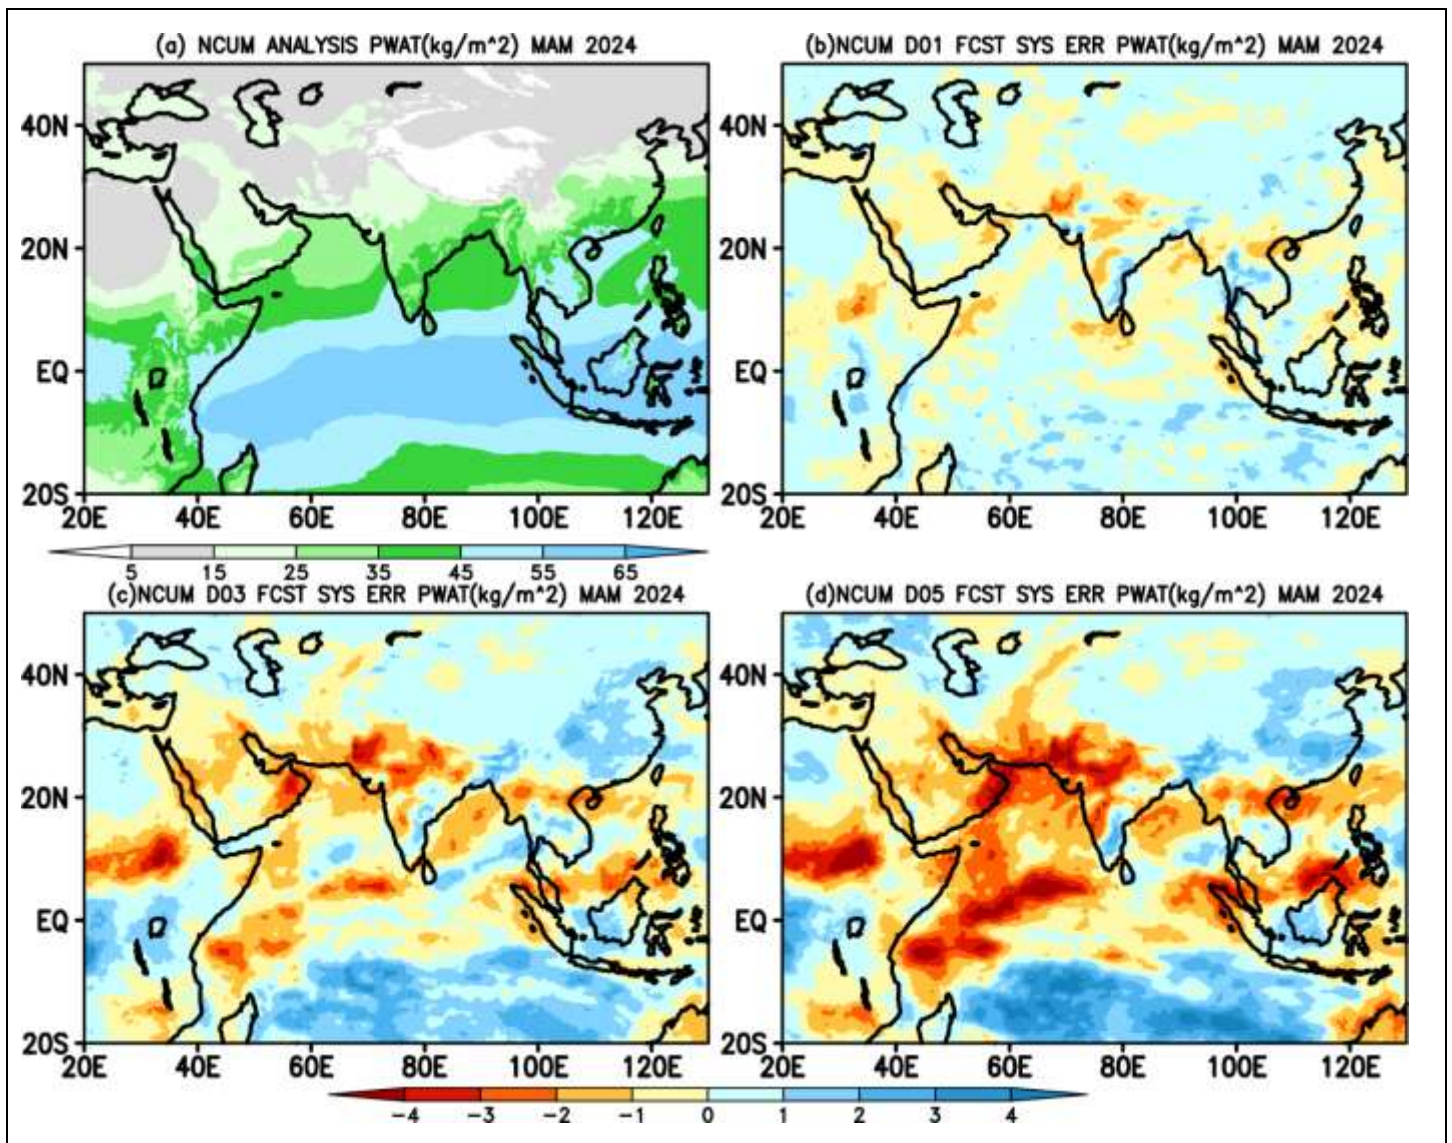 (a) NCUM ANALYSIS PWAT(kg/m^2) MAM 2024
40N
20N
EQ
20S
20E 40E 60E 80E 100E 120E
5 15 25 35 45 55 65
(b)NCUM D01 FCST SYS ERR PWAT(kg/m^2) MAM 2024
40N
20N
EQ
20S
20E 40E 60E 80E 100E 120E
(c)NCUM D03 FCST SYS ERR PWAT(kg/m^2) MAM 2024
40N
20N
EQ
20S
20E 40E 60E 80E 100E 120E
(d)NCUM D05 FCST SYS ERR PWAT(kg/m^2) MAM 2024
40N
20N
EQ
20S
20E 40E 60E 80E 100E 120E
-4 -3 -2 -1 0 1 2 3 4